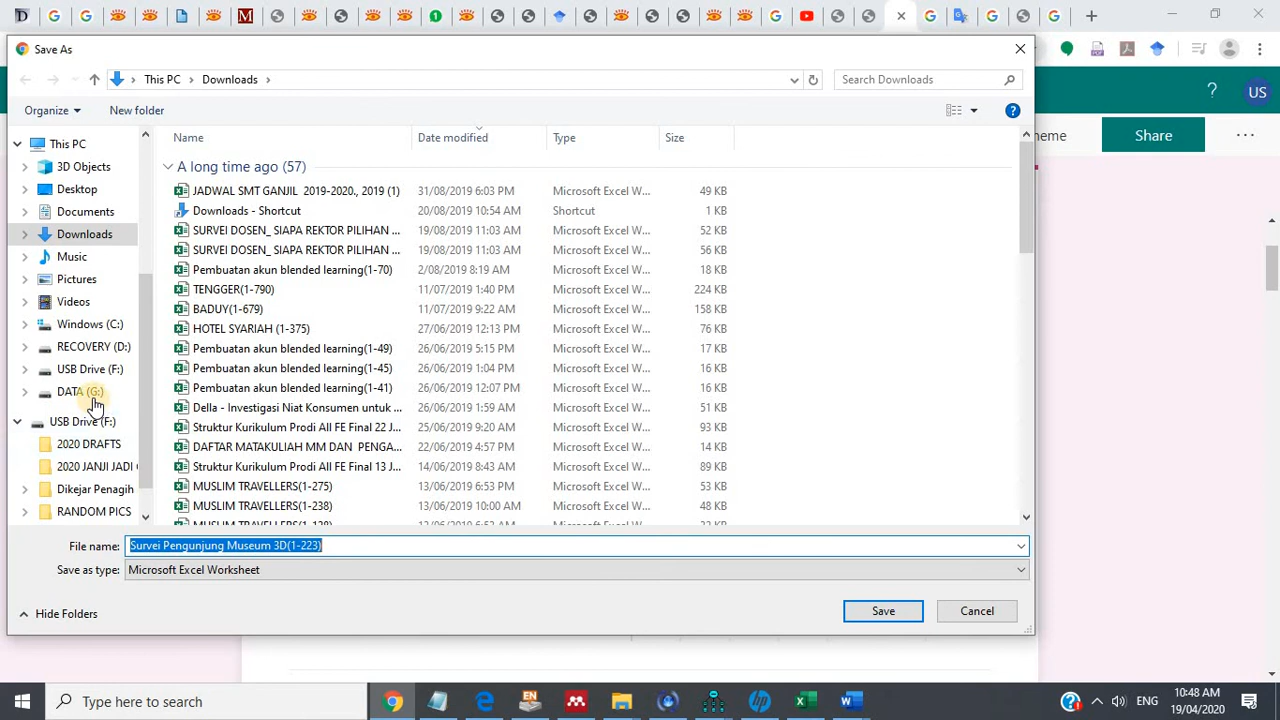 Save As
This PC
Downloads
Search Downloads
Organize
New folder
This PC
3D Objects
Desktop
Documents
Downloads
Music
Pictures
Videos
Windows (C:)
RECOVERY (D:)
USB Drive (F:)
DATA (G:)
USB Drive (F:)
2020 DRAFTS
2020 JANJI JADI
Dikejar Penagih
RANDOM PICS
Name Date modified Type Size
A long time ago (57)
JADWAL SMT GANJIL 2019-2020., 2019 (1) 31/08/2019 6:03 PM Microsoft Excel W... 49 KB
Downloads - Shortcut 20/08/2019 10:54 AM Shortcut 1 KB
SURVEI DOSEN_ SIAPA REKTOR PILIHAN ... 19/08/2019 11:03 AM Microsoft Excel W... 52 KB
SURVEI DOSEN_ SIAPA REKTOR PILIHAN ... 19/08/2019 11:03 AM Microsoft Excel W... 56 KB
Pembuatan akun blended learning(1-70) 2/08/2019 8:19 AM Microsoft Excel W... 18 KB
TENGGER(1-790) 11/07/2019 1:40 PM Microsoft Excel W... 224 KB
BADUY(1-679) 11/07/2019 9:22 AM Microsoft Excel W... 158 KB
HOTEL SYARIAH (1-375) 27/06/2019 12:13 PM Microsoft Excel W... 76 KB
Pembuatan akun blended learning(1-49) 26/06/2019 5:15 PM Microsoft Excel W... 17 KB
Pembuatan akun blended learning(1-45) 26/06/2019 1:04 PM Microsoft Excel W... 18 KB
Pembuatan akun blended learning(1-41) 26/06/2019 12:07 PM Microsoft Excel W... 18 KB
Della - Investigasi Niat Konsumen untuk ... 26/06/2019 1:59 AM Microsoft Excel W... 51 KB
Struktur Kurikulum Prodi All FE Final 22 J... 25/06/2019 9:20 AM Microsoft Excel W... 93 KB
DAFTAR MATAKULIAH MM DAN PENGA... 22/06/2019 4:57 PM Microsoft Excel W... 14 KB
Struktur Kurikulum Prodi All FE Final 13 J... 14/06/2019 8:43 AM Microsoft Excel W... 89 KB
MUSLIM TRAVELLERS(1-275) 13/06/2019 6:53 PM Microsoft Excel W... 53 KB
MUSLIM TRAVELLERS(1-238) 13/06/2019 10:00 AM Microsoft Excel W... 48 KB
File name: Survei Pengunjung Museum 3D(1-223)
Save as type: Microsoft Excel Worksheet
Hide Folders
Save
Cancel
? US
heme
Share
Type here to search
ENG
10:48 AM
19/04/2020